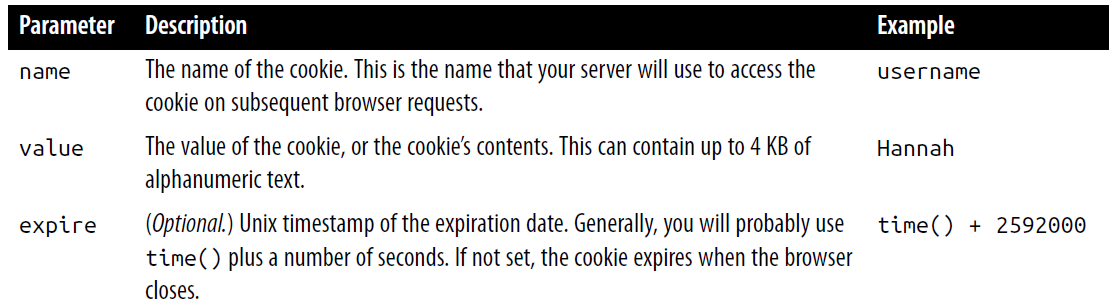 Parameter Description Example
name The name of the cookie. This is the name that your server will use to access the username
cookie on subsequent browser requests.
value The value of the cookie, or the cookie’s contents. This can contain up to 4 KB of Hannah
alphanumeric text.
expire (Optional.) Unix timestamp of the expiration date. Generally, you will probably use time() + 2592000
time() plus a number of seconds. If not set, the cookie expires when the browser
closes.